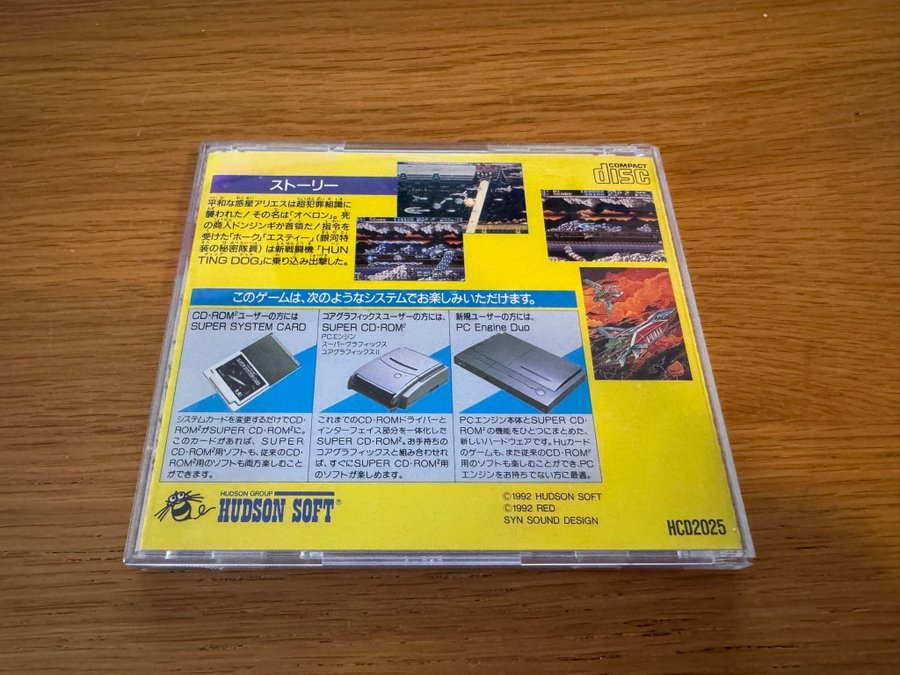 COMPACT
disc
ストーリー
平和な惑星アリエスは超犯罪組織に
襲われた!その名は「オベロン」。死
の商人ドンジンギが首領だ!指令を
受けた「ホーク」「エスティー」(銀河特
装の秘密隊員)は新戦闘機「HUN
TING DOG」に乗り込み出撃した。
このゲームは、次のようなシステムでお楽しみいただけます。
CD・ROM²ユーザーの方には
SUPER SYSTEM CARD
システムカードを変更するだけでCD・
ROM²がSUPER CD・ROM²に。
このカードがあれば、SUPER
CD・ROM²用ソフトも、従来のCD・
ROM²用のソフトも両方楽しむこと
ができます。
コアグラフィックスユーザーの方には、
SUPER CD・ROM²
PCエンジン
スーパーグラフィックス
コアグラフィックスII
これまでのCD・ROMドライバーと
インターフェイス部分を一体化した
SUPER CD・ROM²。お手持ちの
コアグラフィックスと組み合わせれ
ば、すぐにSUPER CD・ROM²用
のソフトが楽しめます。
新規ユーザーの方には、
PC Engine Duo
PCエンジン本体とSUPER CD・
ROM²の機能をひとつにまとめた、
新しいハードウェアです。Huカード
のゲームも、また従来のCD・ROM²
用のソフトも楽しむことができ、PC
エンジンをお持ちでない方に最適。
HUDSON GROUP
HUDSON SOFT®
©1992 HUDSON SOFT
©1992 RED
SYN SOUND DESIGN
HCD2025